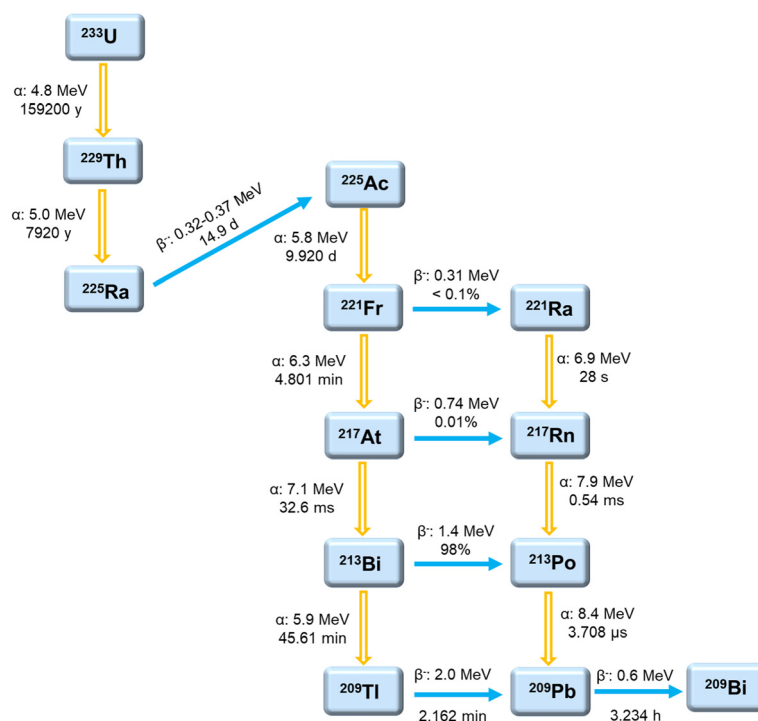 ²³³U
α: 4.8 MeV
159200 y
²²⁹Th
α: 5.0 MeV
7920 y
²²⁵Ra
β⁻: 0.32-0.37 MeV
14.9 d
²²⁵Ac
α: 5.8 MeV
9.920 d
²²¹Fr
β⁻: 0.31 MeV
< 0.1%
²²¹Ra
α: 6.3 MeV
4.801 min
α: 6.9 MeV
28 s
²¹⁷At
β⁻: 0.74 MeV
0.01%
²¹⁷Rn
α: 7.1 MeV
32.6 ms
α: 7.9 MeV
0.54 ms
²¹³Bi
β⁻: 1.4 MeV
98%
²¹³Po
α: 5.9 MeV
45.61 min
α: 8.4 MeV
3.708 µs
²⁰⁹Tl
β⁻: 2.0 MeV
2.162 min
²⁰⁹Pb
β⁻: 0.6 MeV
3.234 h
²⁰⁹Bi